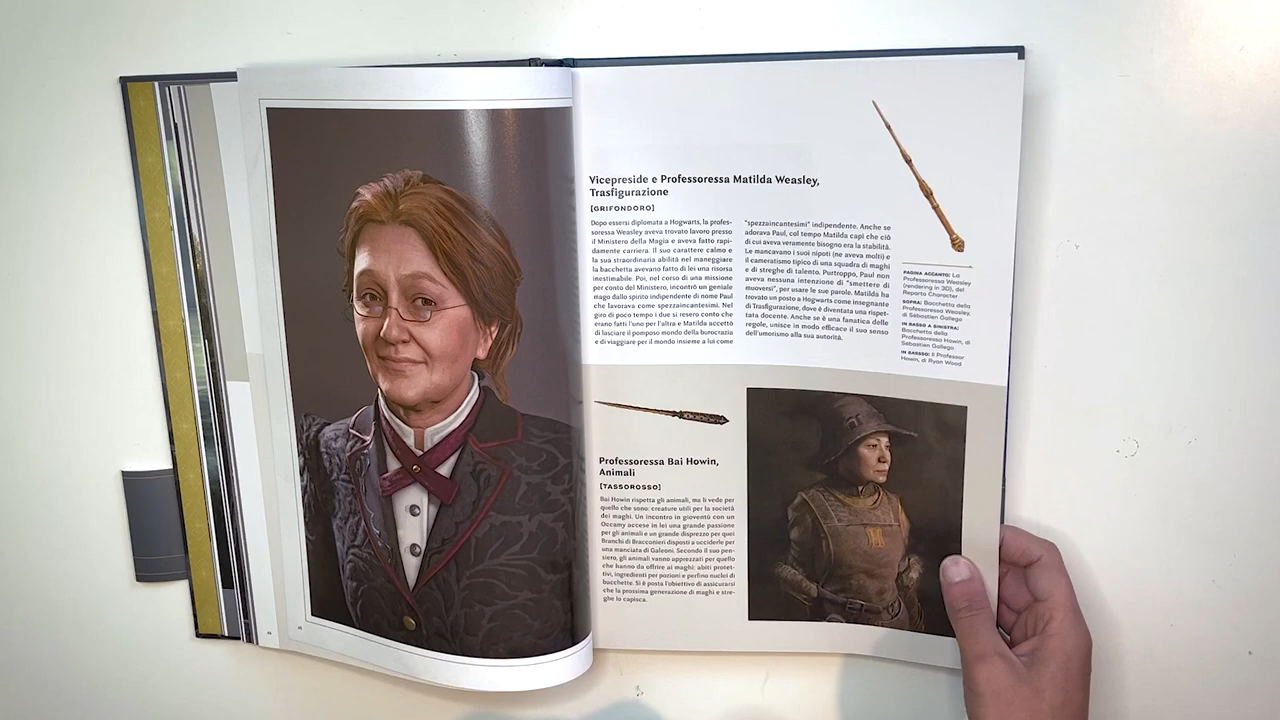 Vicepreside e Professoressa Matilda Weasley,
Trasfigurazione
[GRIFONDORO]
Dopo essersi diplomata a Hogwarts, la profes-
soressa Weasley aveva trovato lavoro presso
il Ministero della Magia e aveva fatto rapi-
damente carriera. Il suo carattere calmo e
la sua straordinaria abilità nel maneggiare
la bacchetta avevano fatto di lei una risorsa
inestimabile. Poi, nel corso di una missione
per conto del Ministero, incontrò un geniale
mago dallo spirito indipendente di nome Paul
che lavorava come spezzaincantesimi. Nel
giro di poco tempo i due si resero conto che
erano fatti l'uno per l'altra e Matilda accettò
di lasciare il pomposo mondo della burocrazia
e di viaggiare per il mondo insieme a lui come
"spezzaincantesimi" indipendente. Anche se
adorava Paul, col tempo Matilda capì che ciò
di cui aveva veramente bisogno era la stabilità.
Le mancavano i suoi nipoti (ne aveva molti) e
il cameratismo tipico di una squadra di maghi
e di streghe di talento. Purtroppo, Paul non
aveva nessuna intenzione di "smettere di
muoversi", per usare le sue parole. Matilda ha
trovato un posto a Hogwarts come insegnante
di Trasfigurazione, dove è diventata una rispet-
tata docente. Anche se è una fanatica delle
regole, unisce in modo efficace il suo senso
dell'umorismo alla sua autorità.
PAGINA ACCANTO: La
Professoressa Weasley
(rendering in 3D), del
Reparto Character
SOPRA: Bacchetta della
Professoressa Weasley,
di Sébastien Gallego
IN BASSO A SINISTRA:
Bacchetta della
Professoressa Howin, di
Sébastien Gallego
IN BASSSO: Il Professor
Howin, di Ryan Wood
Professoressa Bai Howin,
Animali
[TASSOROSSO]
Bai Howin rispetta gli animali, ma li vede per
quello che sono: creature utili per la società
dei maghi. Un incontro in gioventù con un
Occamy accese in lei una grande passione
per gli animali e un grande disprezzo per quei
Branchi di Bracconieri disposti a ucciderle per
una manciata di Galeoni. Secondo il suo pen-
siero, gli animali vanno apprezzati per quello
che hanno da offrire ai maghi: abiti protet-
tivi, ingredienti per pozioni e perfino nuclei di
bacchette. Si è posta l'obiettivo di assicurarsi
che la prossima generazione di maghi e stre-
ghe lo capisca.